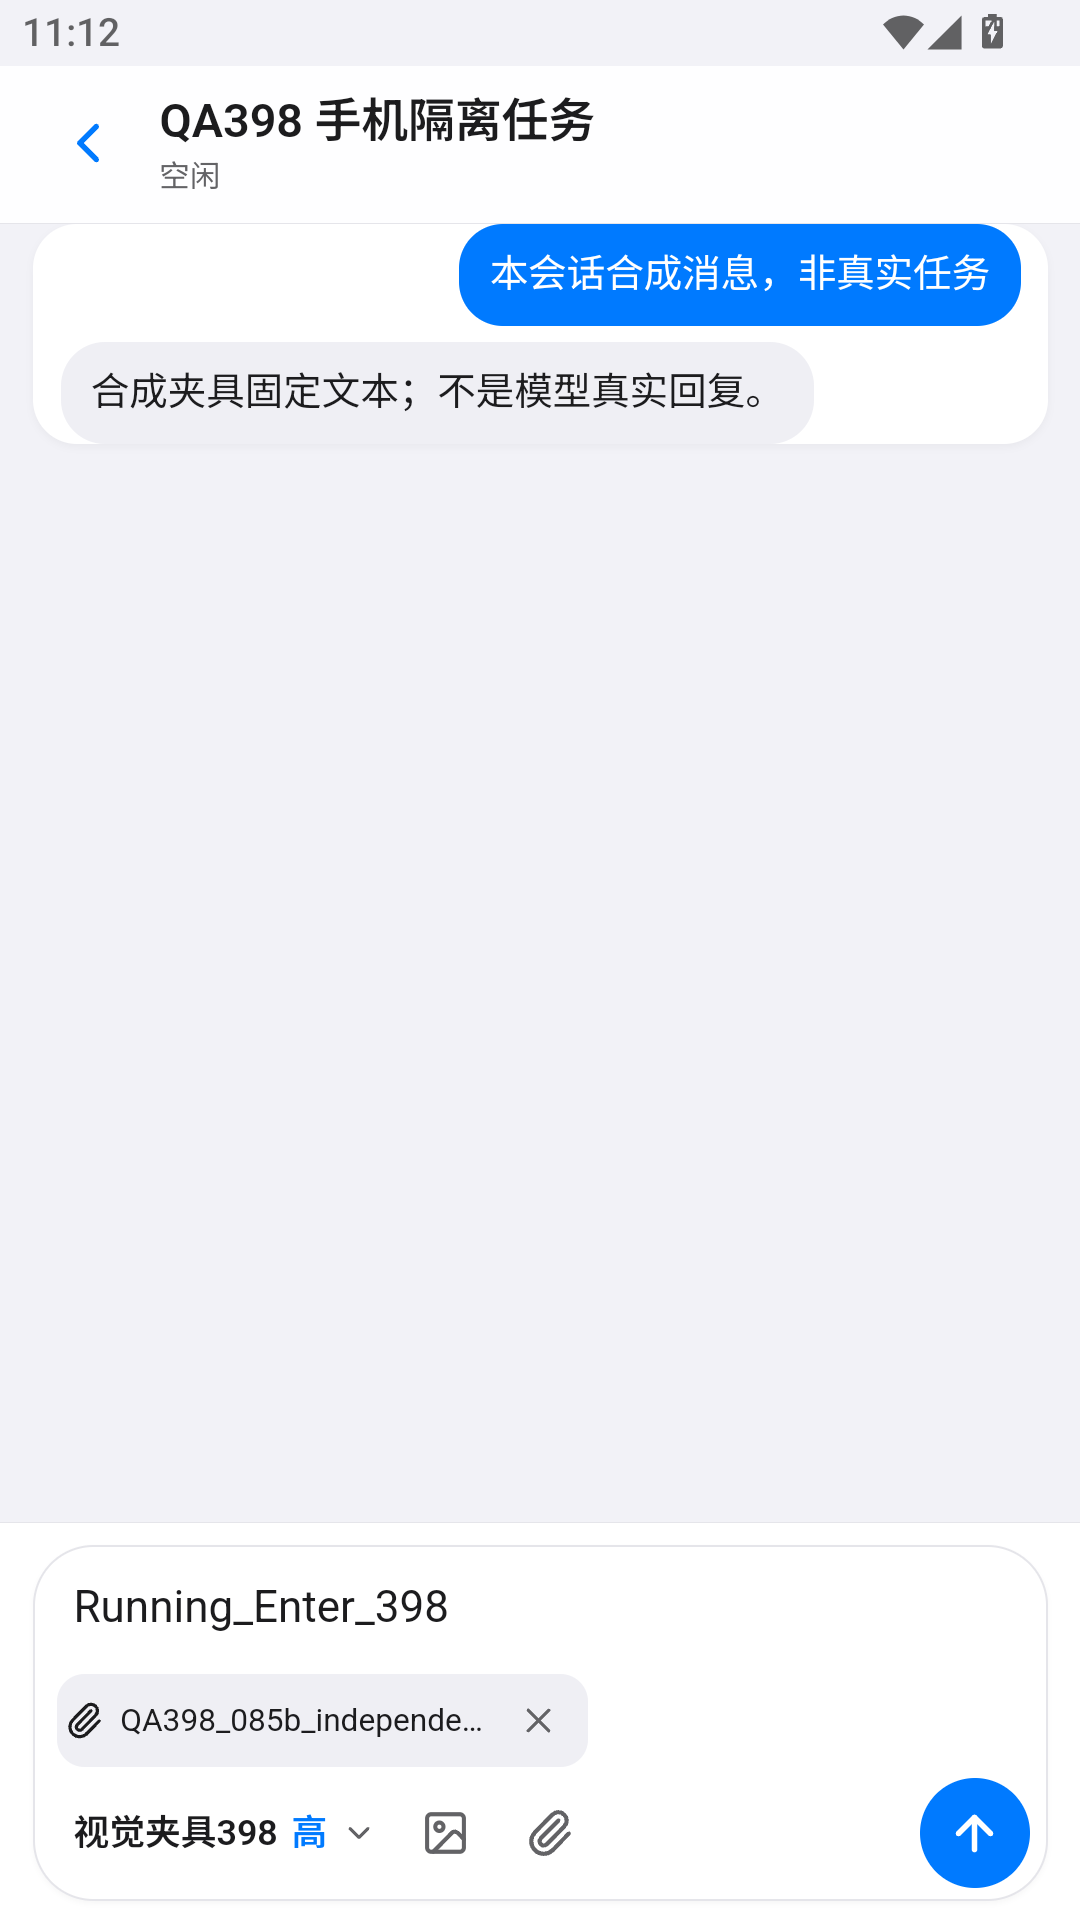 11:12
QA398 手机隔离任务
空闲
本会话合成消息，非真实任务
合成夹具固定文本；不是模型真实回复。
Running_Enter_398
QA398_085b_independe...
视觉夹具398 高